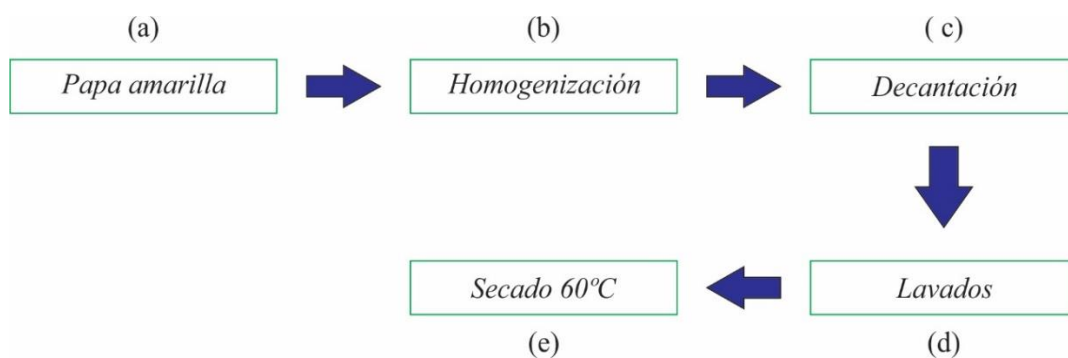 (a)
Papa amarilla
(b)
Homogenización
( c)
Decantación
Lavados
(d)
Secado 60ºC
(e)